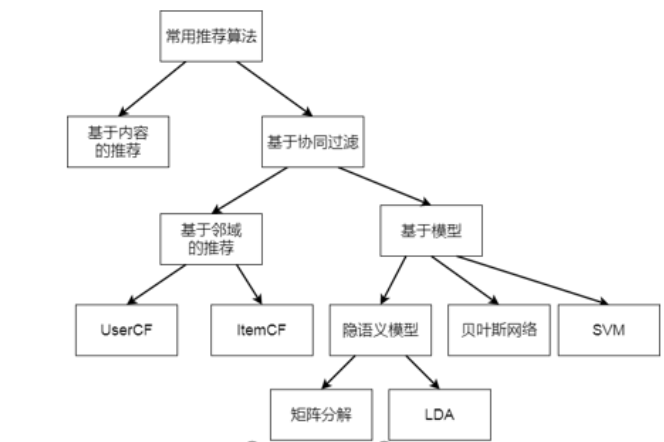 常用推荐算法
基于内容
的推荐
基于协同过滤
基于邻域
的推荐
基于模型
UserCF
ItemCF
隐语义模型
贝叶斯网络
SVM
矩阵分解
LDA